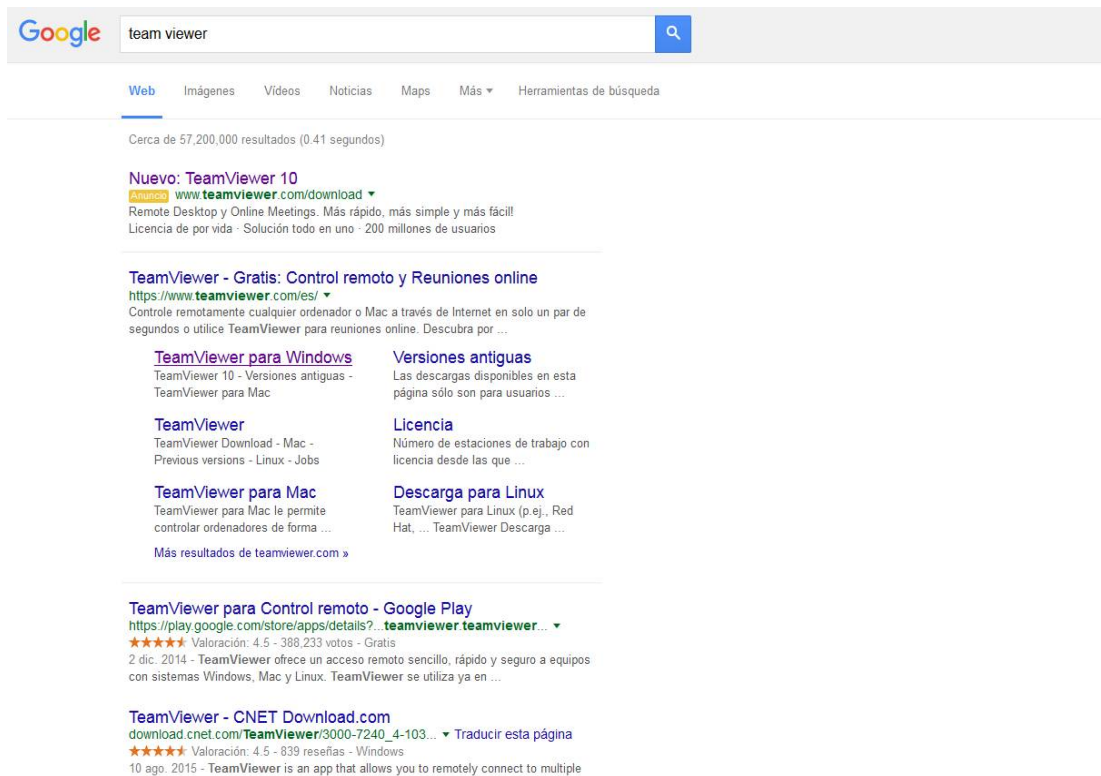 Google
team viewer
Web Imágenes Vídeos Noticias Maps Más Herramientas de búsqueda
Cerca de 57,200,000 resultados (0.41 segundos)
Nuevo: TeamViewer 10
Anuncio www.teamviewer.com/download
Remote Desktop y Online Meetings. Más rápido, más simple y más fácil!
Licencia de por vida · Solución todo en uno · 200 millones de usuarios
TeamViewer - Gratis: Control remoto y Reuniones online
https://www.teamviewer.com/es/
Controle remotamente cualquier ordenador o Mac a través de Internet en solo un par de
segundos o utilice TeamViewer para reuniones online. Descubra por ...
TeamViewer para Windows
TeamViewer 10 - Versiones antiguas -
TeamViewer para Mac
Versiones antiguas
Las descargas disponibles en esta
página sólo son para usuarios ...
TeamViewer
TeamViewer Download - Mac -
Previous versions - Linux - Jobs
Licencia
Número de estaciones de trabajo con
licencia desde las que ...
TeamViewer para Mac
TeamViewer para Mac le permite
controlar ordenadores de forma ...
Descarga para Linux
TeamViewer para Linux (p.ej., Red
Hat, ... TeamViewer Descarga ...
Más resultados de teamviewer.com »
TeamViewer para Control remoto - Google Play
https://play.google.com/store/apps/details?...teamviewer.teamviewer...
Valoración: 4.5 - 388,233 votos - Gratis
2 dic. 2014 - TeamViewer ofrece un acceso remoto sencillo, rápido y seguro a equipos
con sistemas Windows, Mac y Linux. TeamViewer se utiliza ya en ...
TeamViewer - CNET Download.com
download.cnet.com/TeamViewer/3000-7240_4-103... Traducir esta página
Valoración: 4.5 - 839 reseñas - Windows
10 ago. 2015 - TeamViewer is an app that allows you to remotely connect to multiple